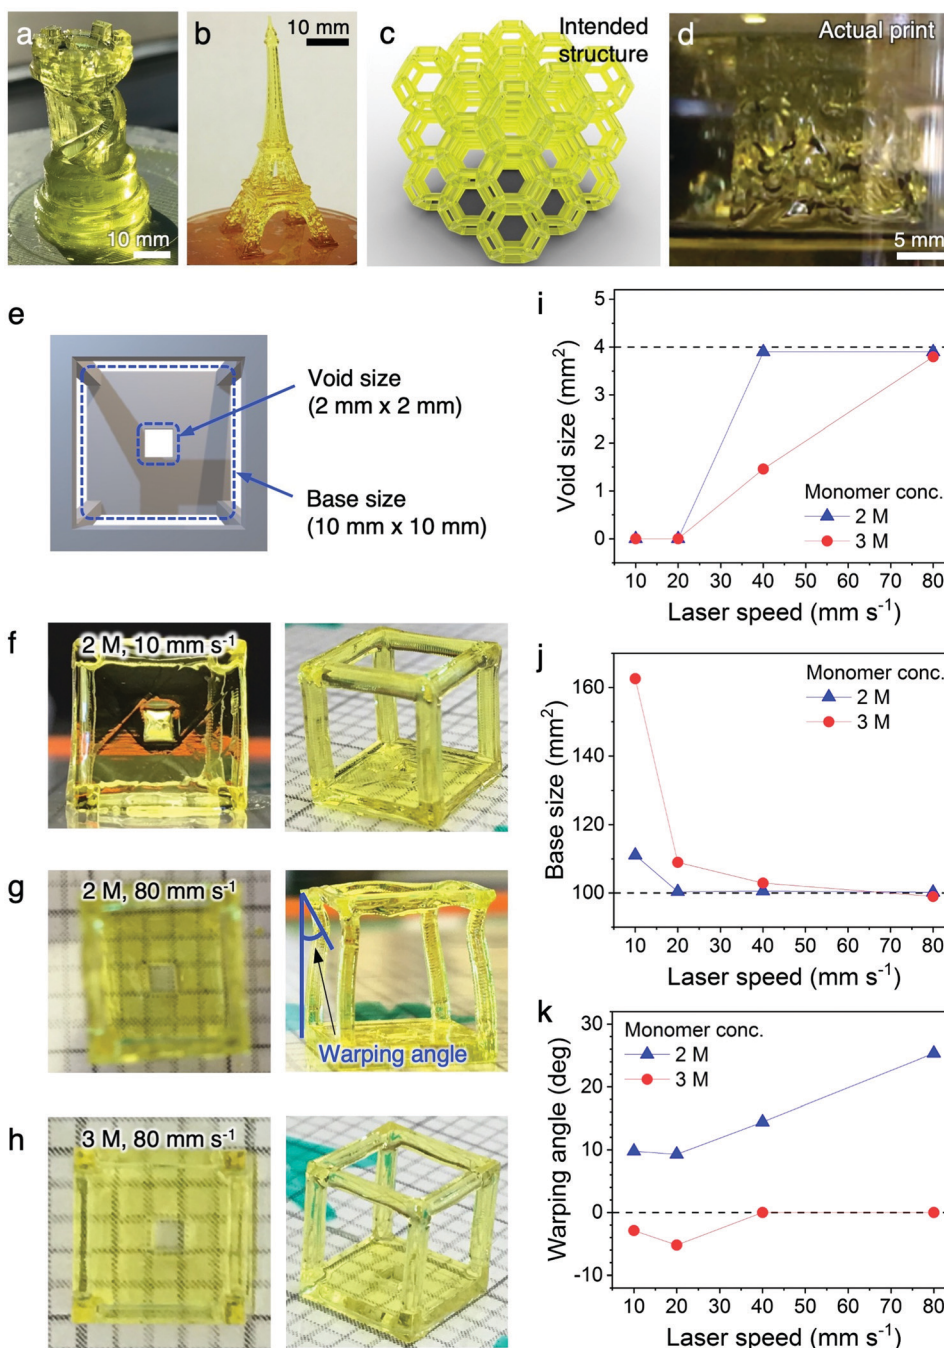 a
10 mm
b
10 mm
c
Intended
structure
d
Actual print
5 mm
e
Void size
(2 mm x 2 mm)
Base size
(10 mm x 10 mm)
f
2 M, 10 mm s⁻¹
g
2 M, 80 mm s⁻¹
Warping angle
h
3 M, 80 mm s⁻¹
i
5
4
3
2
1
0
Void size (mm²)
Monomer conc.
2 M
3 M
10 20 30 40 50 60 70 80
Laser speed (mm s⁻¹)
j
160
140
120
100
Base size (mm²)
Monomer conc.
2 M
3 M
10 20 30 40 50 60 70 80
Laser speed (mm s⁻¹)
k
30
20
10
0
-10
Warping angle (deg)
Monomer conc.
2 M
3 M
10 20 30 40 50 60 70 80
Laser speed (mm s⁻¹)